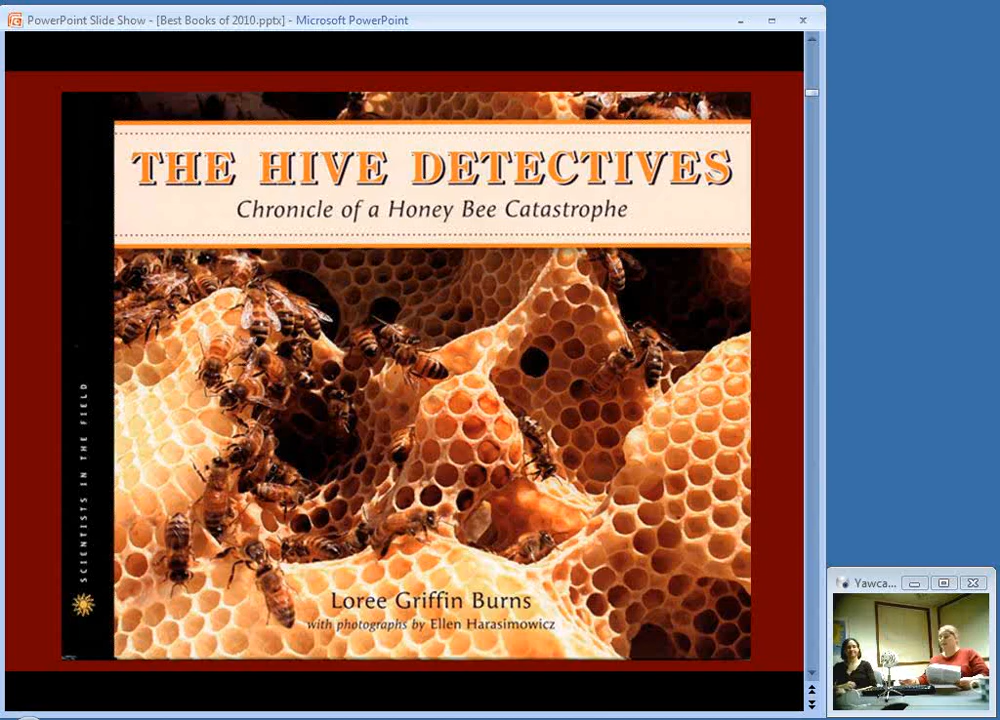 PowerPoint Slide Show - [Best Books of 2010.pptx] - Microsoft PowerPoint
THE HIVE DETECTIVES
Chronicle of a Honey Bee Catastrophe
SCIENTISTS IN THE FIELD
Loree Griffin Burns
with photographs by Ellen Harasimowicz
Yawca...